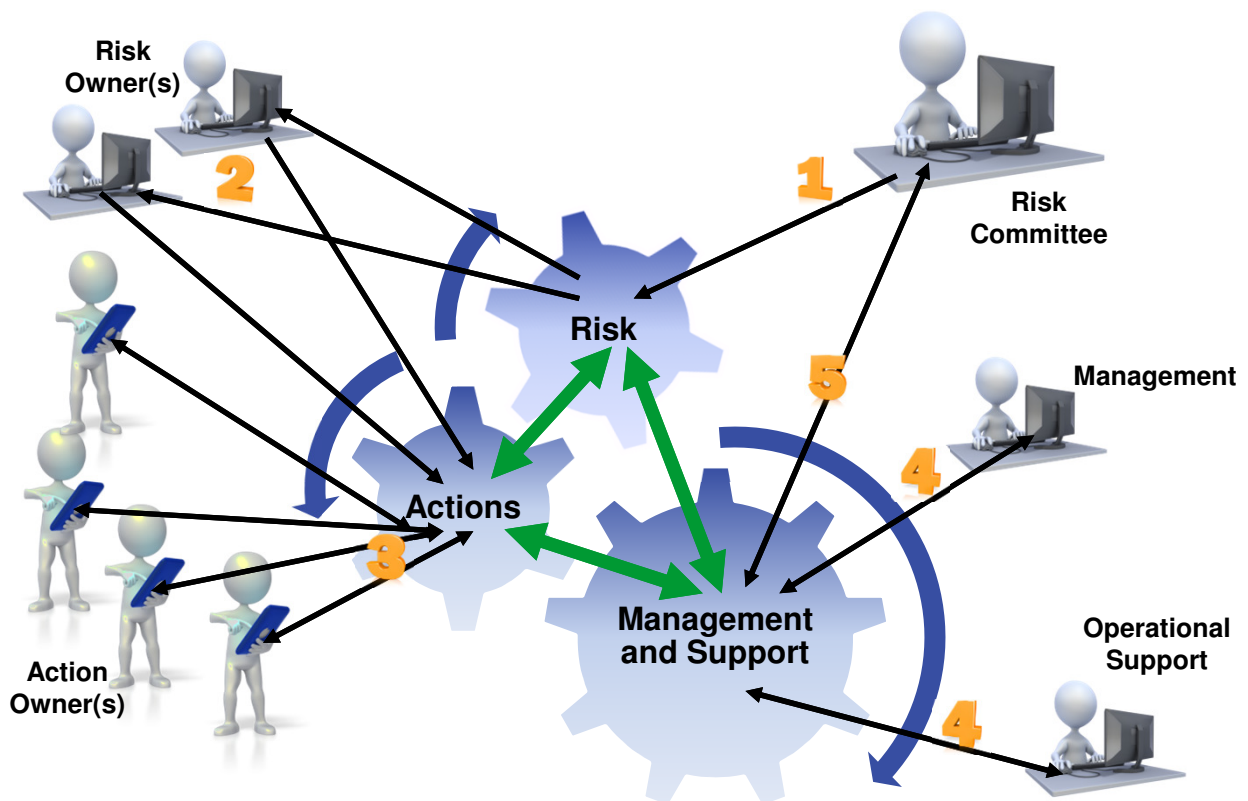 Risk
Owner(s)
2
1
Risk
Committee
Risk
5
Management
4
Actions
3
Management
and Support
Operational
Support
4
Action
Owner(s)